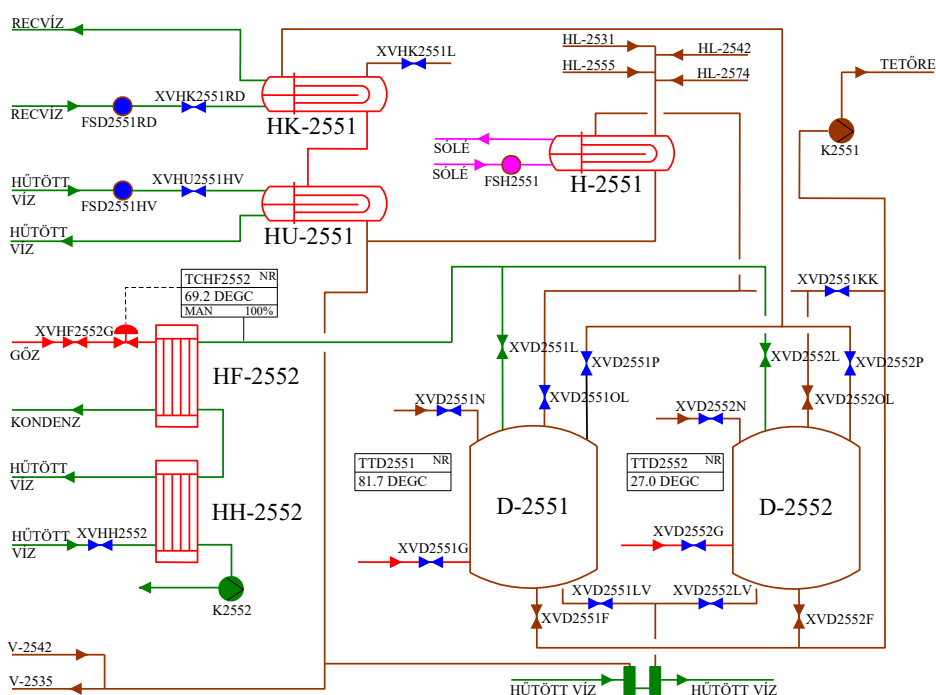 RECVÍZ
HL-2531
HL-2542
XVHK2551L
TETŐRE
HL-2555
HL-2574
XVHK2551RD
RECVÍZ
FSD2551RD
HK-2551
SÓLÉ
K2551
SÓLÉ
FSH2551
H-2551
HŰTÖTT
VÍZ
XVHU2551HV
FSD2551HV
HŰTÖTT
VÍZ
HU-2551
TCHF2552 NR
69.2 DEGC
MAN 100%
XVD2551KK
XVHF2552G
GŐZ
HF-2552
XVD2551L
XVD2551P
XVD2552L
XVD2552P
XVD2551OL
XVD2552OL
XVD2551N
XVD2552N
KONDENZ
HŰTÖTT
VÍZ
TTD2551 NR
81.7 DEGC
TTD2552 NR
27.0 DEGC
HH-2552
D-2551
D-2552
HŰTÖTT
VÍZ
XVHH2552
XVD2551G
XVD2552G
K2552
XVD2551LV
XVD2552LV
XVD2551F
XVD2552F
V-2542
V-2535
HŰTÖTT VÍZ
HŰTÖTT VÍZ